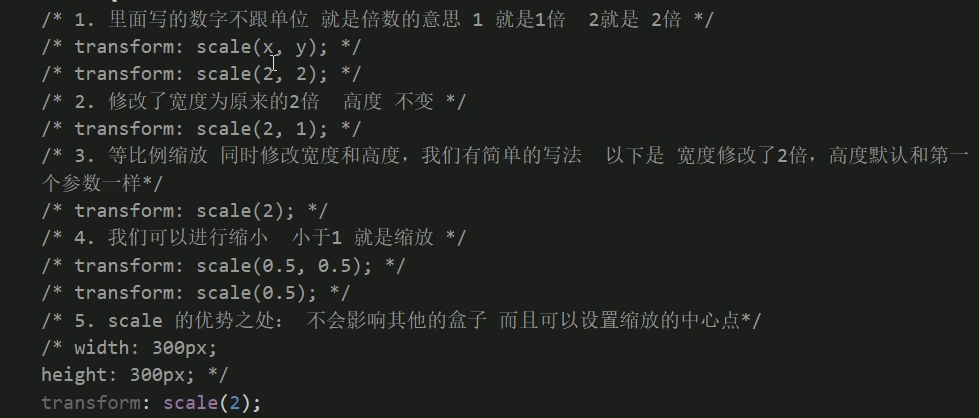 /* 1. 里面写的数字不跟单位 就是倍数的意思 1 就是1倍  2就是 2倍 */
/* transform: scale(x, y); */
/* transform: scale(2, 2); */
/* 2. 修改了宽度为原来的2倍  高度 不变 */
/* transform: scale(2, 1); */
/* 3. 等比例缩放 同时修改宽度和高度，我们有简单的写法  以下是 宽度修改了2倍，高度默认和第一
个参数一样*/
/* transform: scale(2); */
/* 4. 我们可以进行缩小  小于1 就是缩放 */
/* transform: scale(0.5, 0.5); */
/* transform: scale(0.5); */
/* 5. scale 的优势之处： 不会影响其他的盒子 而且可以设置缩放的中心点*/
/* width: 300px;
height: 300px; */
transform: scale(2);